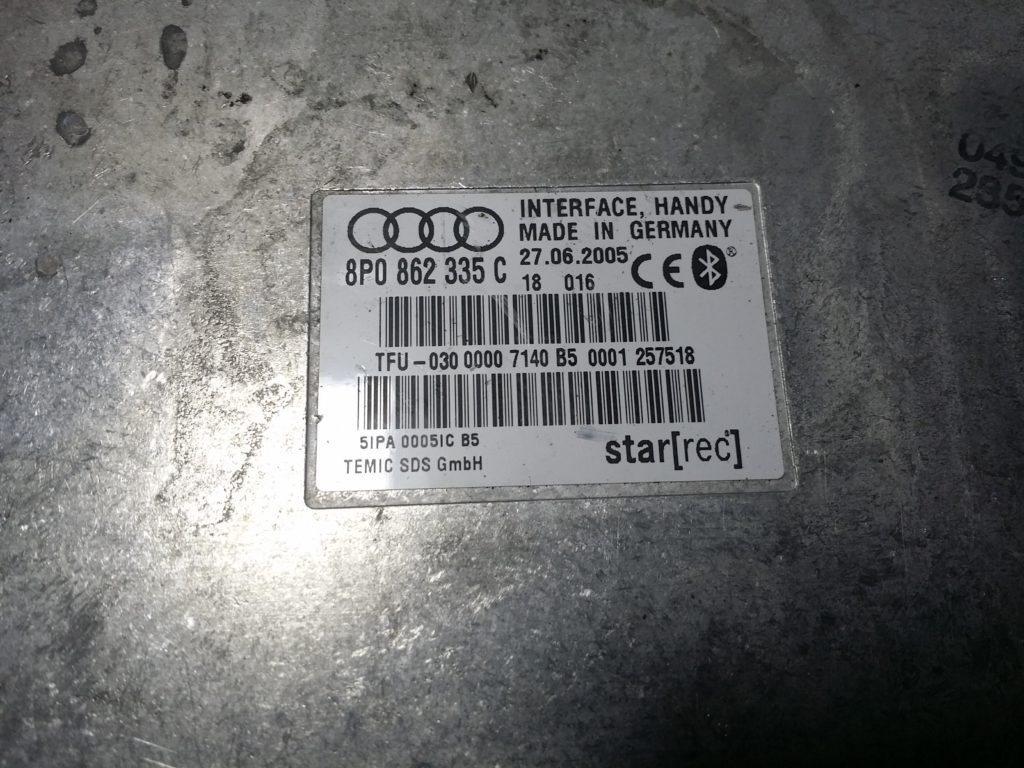 INTERFACE, HANDY
MADE IN GERMANY
8P0 862 335 C
27.06.2005
18 016
CE
®
TFU-030 0000 7140 B5 0001 257518
5IPA 0005IC B5
TEMIC SDS GmbH
star[rec]